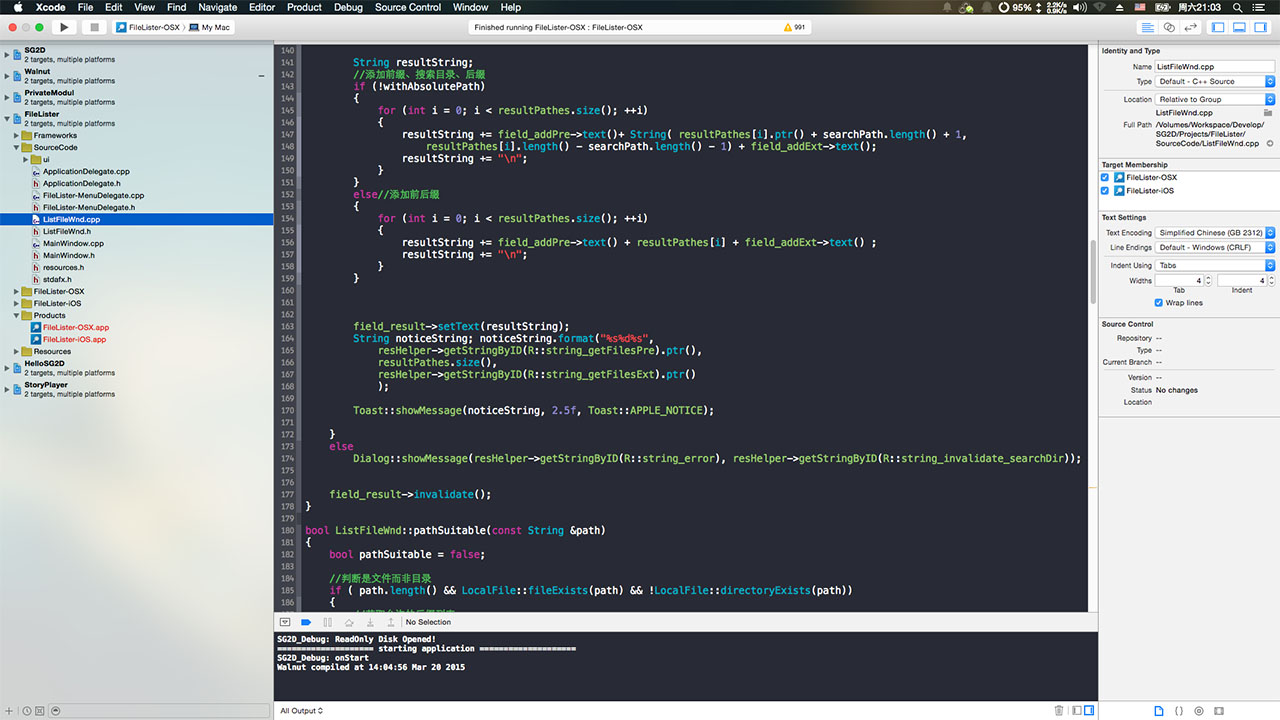 Xcode File Edit View Find Navigate Editor Product Debug Source Control Window Help 95% 2.2K/s 0.9K/s 周六21:03
FileLister-OSX 〉 My Mac
Finished running FileLister-OSX : FileLister-OSX
991
SG2D
2 targets, multiple platforms
Walnut
2 targets, multiple platforms
PrivateModul
2 targets, multiple platforms
FileLister
2 targets, multiple platforms
Frameworks
SourceCode
ui
ApplicationDelegate.cpp
ApplicationDelegate.h
FileLister-MenuDelegate.cpp
FileLister-MenuDelegate.h
ListFileWnd.cpp
ListFileWnd.h
MainWindow.cpp
MainWindow.h
resources.h
stdafx.h
FileLister-OSX
FileLister-iOS
Products
FileLister-OSX.app
FileLister-iOS.app
Resources
HelloSG2D
2 targets, multiple platforms
StoryPlayer
2 targets, multiple platforms
140
141 String resultString;
142 //添加前缀、搜索目录、后缀
143 if (!withAbsolutePath)
144 {
145 for (int i = 0; i < resultPathes.size(); ++i)
146 {
147 resultString += field_addPre->text()+ String( resultPathes[i].ptr() + searchPath.length() + 1,
148 resultPathes[i].length() - searchPath.length() - 1) + field_addExt->text();
149 resultString += "\n";
150 }
151 }
152 else//添加前后缀
153 {
154 for (int i = 0; i < resultPathes.size(); ++i)
155 {
156 resultString += field_addPre->text() + resultPathes[i] + field_addExt->text() ;
157 resultString += "\n";
158 }
159 }
160
161
162
163 field_result->setText(resultString);
164 String noticeString; noticeString.format("%s%d%s",
165 resHelper->getStringByID(R::string_getFilesPre).ptr(),
166 resultPathes.size(),
167 resHelper->getStringByID(R::string_getFilesExt).ptr()
168 );
169
170 Toast::showMessage(noticeString, 2.5f, Toast::APPLE_NOTICE);
171
172 }
173 else
174 Dialog::showMessage(resHelper->getStringByID(R::string_error), resHelper->getStringByID(R::string_invalidate_searchDir));
175
176
177 field_result->invalidate();
178 }
179
180 bool ListFileWnd::pathSuitable(const String &path)
181 {
182 bool pathSuitable = false;
183
184 //判断是文件而非目录
185 if ( path.length() && LocalFile::fileExists(path) && !LocalFile::directoryExists(path))
186 {
No Selection
SG2D_Debug: ReadOnly Disk Opened!
==================== starting application ====================
SG2D_Debug: onStart
Walnut compiled at 14:04:56 Mar 20 2015
All Output
Identity and Type
Name ListFileWnd.cpp
Type Default - C++ Source
Location Relative to Group
ListFileWnd.cpp
Full Path /Volumes/Workspace/Develop/
SG2D/Projects/FileLister/
SourceCode/ListFileWnd.cpp
Target Membership
FileLister-OSX
FileLister-iOS
Text Settings
Text Encoding Simplified Chinese (GB 2312)
Line Endings Default - Windows (CRLF)
Indent Using Tabs
Widths 4 4
Tab Indent
Wrap lines
Source Control
Repository --
Type --
Current Branch --
Version --
Status No changes
Location